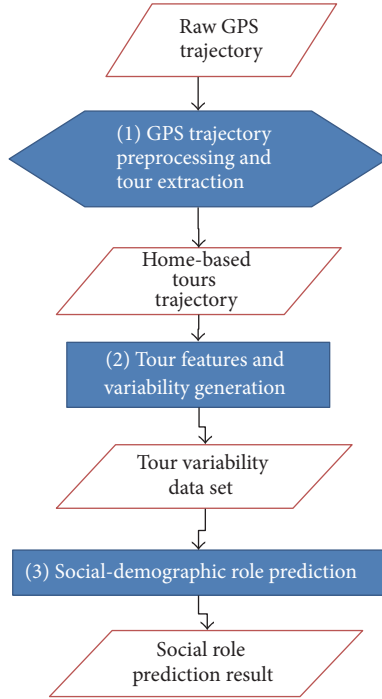 Raw GPS
trajectory
(1) GPS trajectory
preprocessing and
tour extraction
Home-based
tours
trajectory
(2) Tour features and
variability generation
Tour variability
data set
(3) Social-demographic role prediction
Social role
prediction result